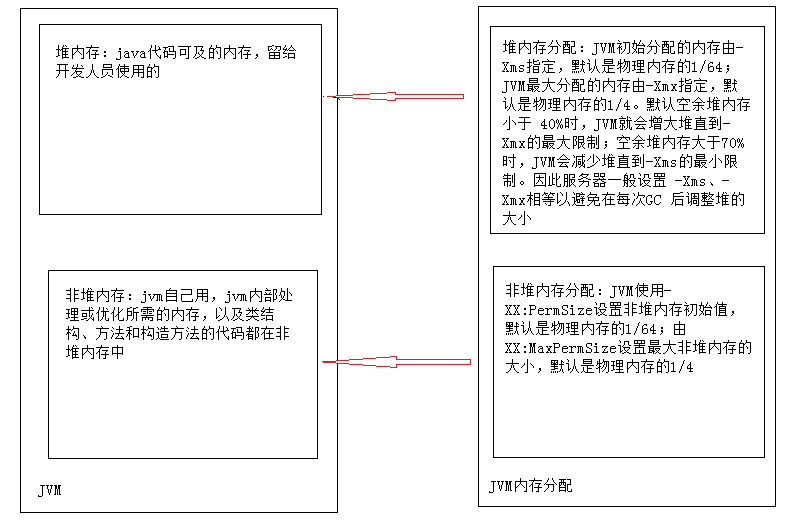 堆内存：java代码可及的内存，留给
开发人员使用的
非堆内存：jvm自己用，jvm内部处
理或优化所需的内存，以及类结
构、方法和构造方法的代码都在非
堆内存中
JVM
堆内存分配：JVM初始分配的内存由-
Xms指定，默认是物理内存的1/64；
JVM最大分配的内存由-Xmx指定，默
认是物理内存的1/4。默认空余堆内存
小于 40%时，JVM就会增大堆直到-
Xmx的最大限制；空余堆内存大于70%
时，JVM会减少堆直到-Xms的最小限
制。因此服务器一般设置 -Xms、-
Xmx相等以避免在每次GC 后调整堆的
大小
非堆内存分配：JVM使用-
XX:PermSize设置非堆内存初始值，
默认是物理内存的1/64；由
XX:MaxPermSize设置最大非堆内存的
大小，默认是物理内存的1/4
JVM内存分配